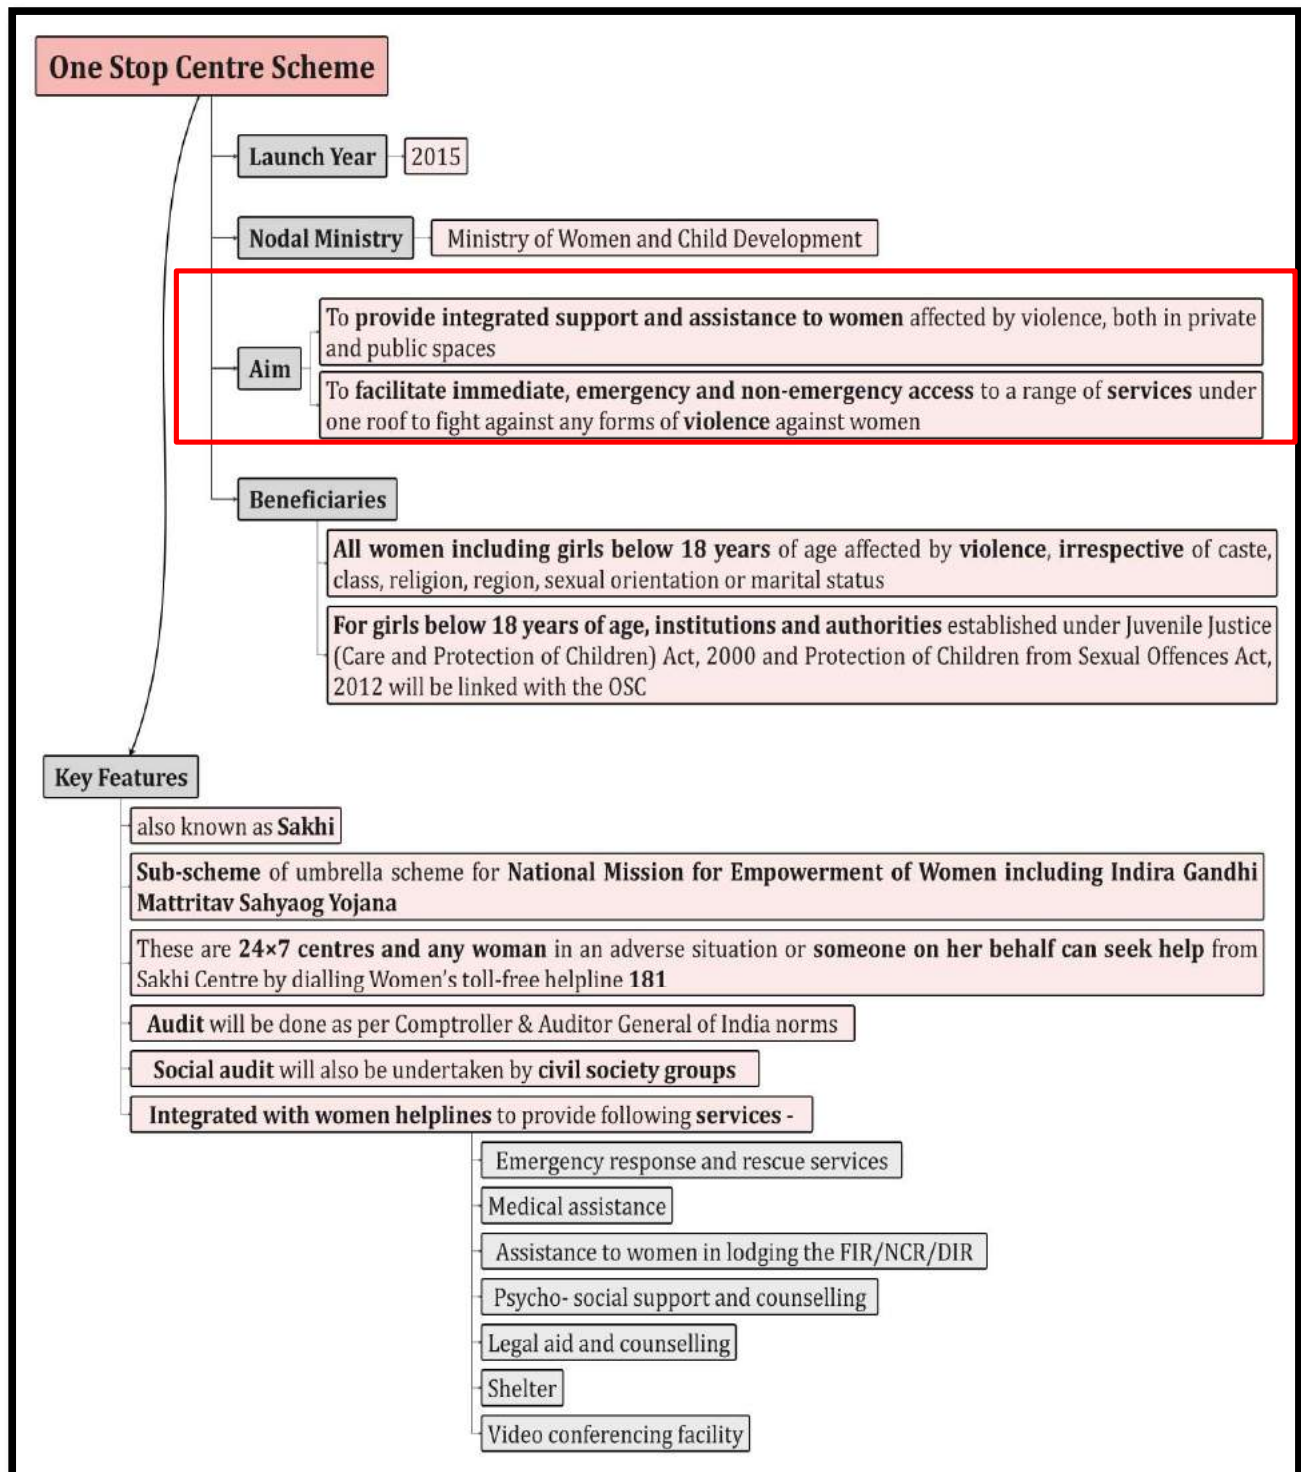 One Stop Centre Scheme
Launch Year
2015
Nodal Ministry
Ministry of Women and Child Development
Aim
To provide integrated support and assistance to women affected by violence, both in private
and public spaces
To facilitate immediate, emergency and non-emergency access to a range of services under
one roof to fight against any forms of violence against women
Beneficiaries
All women including girls below 18 years of age affected by violence, irrespective of caste,
class, religion, region, sexual orientation or marital status
For girls below 18 years of age, institutions and authorities established under Juvenile Justice
(Care and Protection of Children) Act, 2000 and Protection of Children from Sexual Offences Act,
2012 will be linked with the OSC
Key Features
also known as Sakhi
Sub-scheme of umbrella scheme for National Mission for Empowerment of Women including Indira Gandhi
Mattritav Sahyaog Yojana
These are 24×7 centres and any woman in an adverse situation or someone on her behalf can seek help from
Sakhi Centre by dialling Women's toll-free helpline 181
Audit will be done as per Comptroller & Auditor General of India norms
Social audit will also be undertaken by civil society groups
Integrated with women helplines to provide following services -
Emergency response and rescue services
Medical assistance
Assistance to women in lodging the FIR/NCR/DIR
Psycho- social support and counselling
Legal aid and counselling
Shelter
Video conferencing facility